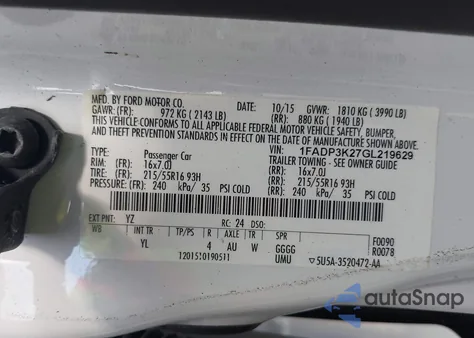 MFD. BY FORD MOTOR CO.
10/15 GVWR: 1810 KG (3990 LB)
GAWR: (FR): 972 KG (2143 LB) (RR): 880 KG (1940 LB)
THIS VEHICLE CONFORMS TO ALL APPLICABLE FEDERAL MOTOR VEHICLE SAFETY, BUMPER,
AND THEFT PREVENTION STANDARDS IN EFFECT ON THE DATE OF MANUFACTURE SHOWN ABOVE.
VIN: 1FADP3K27GL219629
TYPE: Passenger Car TRAILER TOWING - SEE OWNER GUIDE
RIM: 16x7.0J (RR): 16x7.0J
TIRE: (FR): 215/55R16 93H (RR): 215/55R16 93H
PRESSURE: (FR): 240 kPa/ 35 PSI COLD (RR): 240 kPa/ 35 PSI COLD
EXT PNT: YZ RC: 24 DSO:
WB INT TR TP/PS R AXLE TR SPR
YL 4 AU W GGGG
F0090
R0078
1201510190511 UMU
5U5A-3520472-AA
autoSnap